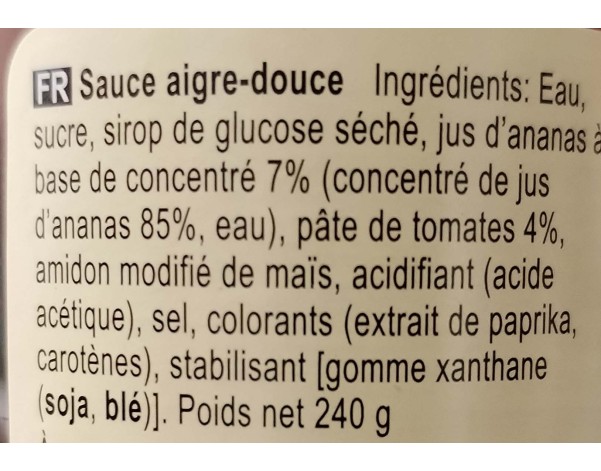 FR Sauce aigre-douce Ingrédients: Eau,
sucre, sirop de glucose séché, jus d'ananas à
base de concentré 7% (concentré de jus
d'ananas 85%, eau), pâte de tomates 4%,
amidon modifié de maïs, acidifiant (acide
acétique), sel, colorants (extrait de paprika,
carotènes), stabilisant [gomme xanthane
(soja, blé)]. Poids net 240 g